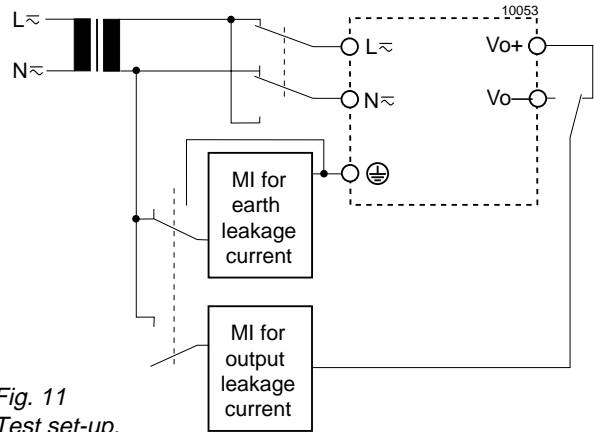 10053
L≂
L≂
Vo+
N≂
N≂
Vo–
MI for
earth
leakage
current
MI for
output
leakage
current
Fig. 11
Test set-up.